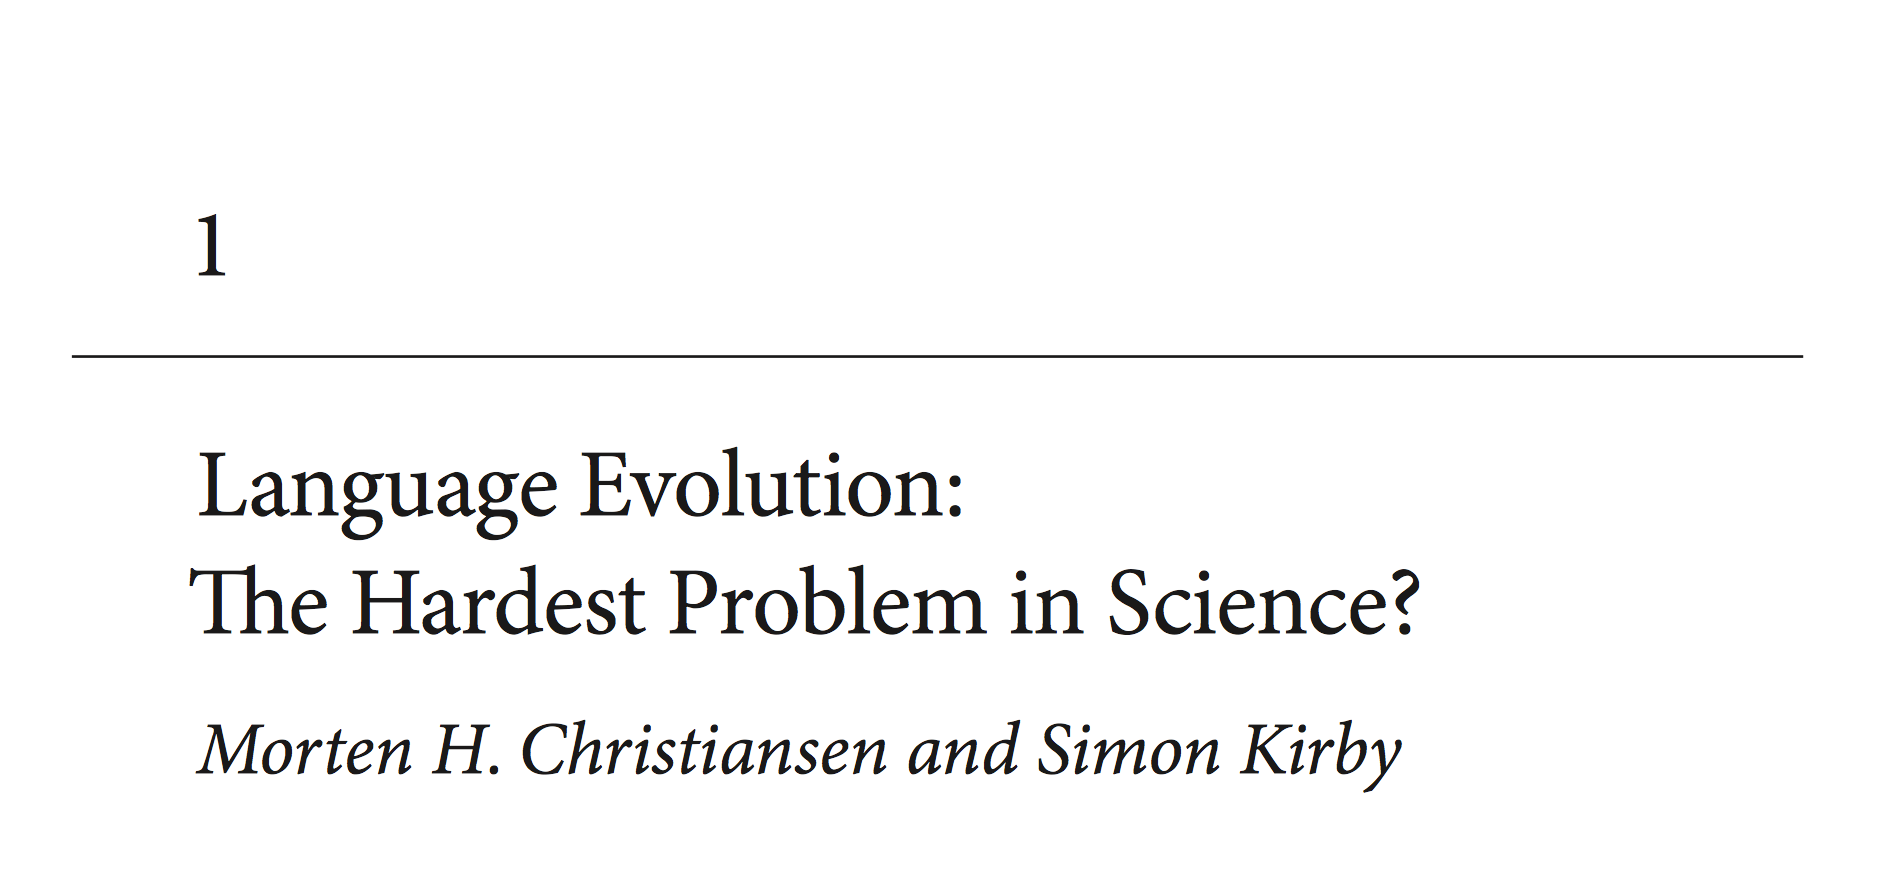 1
Language Evolution:
The Hardest Problem in Science?
Morten H. Christiansen and Simon Kirby